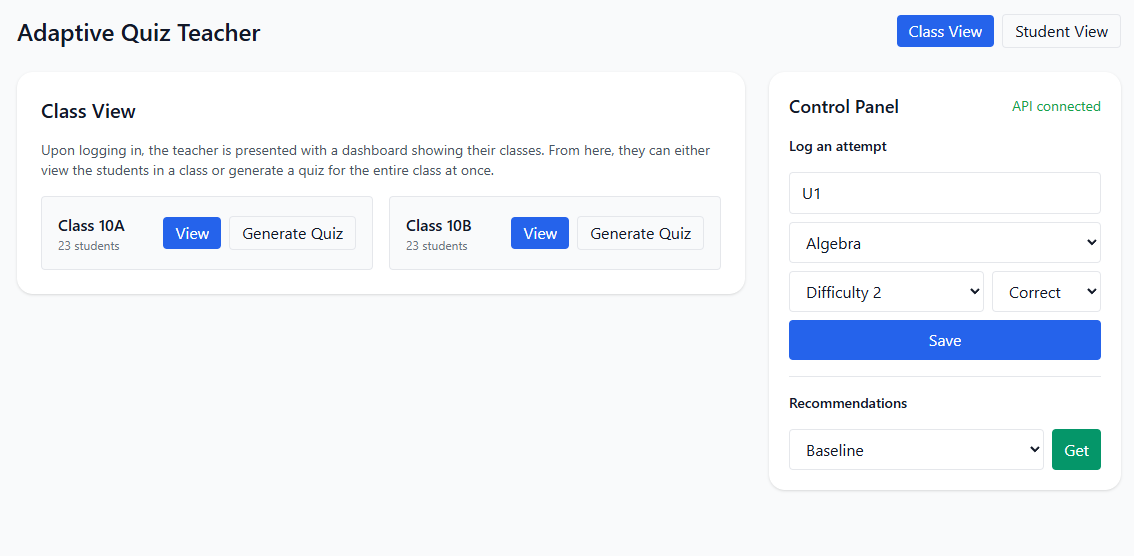 Adaptive Quiz Teacher
Class View
Student View
Class View
Upon logging in, the teacher is presented with a dashboard showing their classes. From here, they can either
view the students in a class or generate a quiz for the entire class at once.
Class 10A
23 students
View
Generate Quiz
Class 10B
23 students
View
Generate Quiz
Control Panel
API connected
Log an attempt
U1
Algebra
Difficulty 2
Correct
Save
Recommendations
Baseline
Get